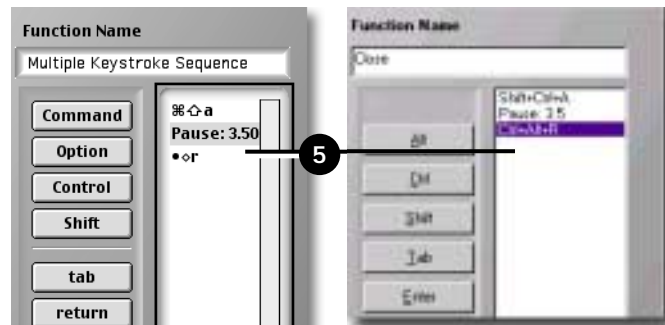 Function Name
Multiple Keystroke Sequence
Command
Option
Control
Shift
tab
return
⌘⇧a
Pause: 3.50
•⋄r
5
Function Name
Close
Alt
Ctrl
Shift
Tab
Enter
Shift+Ctrl+A
Pause: 3.5
Ctrl+Alt+R